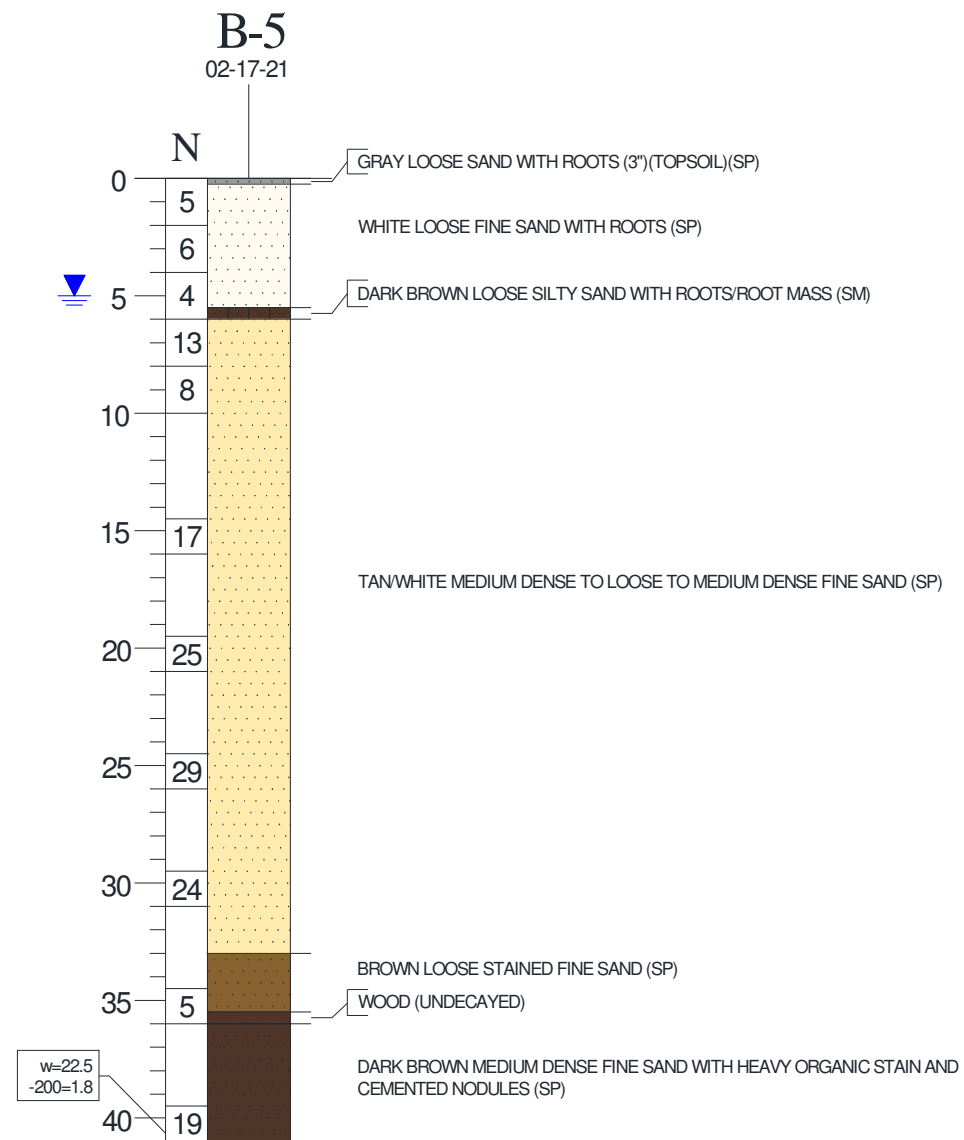 B-5
02-17-21
N
GRAY LOOSE SAND WITH ROOTS (3")(TOPSOIL)(SP)
0
5
WHITE LOOSE FINE SAND WITH ROOTS (SP)
6
5
4
DARK BROWN LOOSE SILTY SAND WITH ROOTS/ROOT MASS (SM)
13
8
10
15
17
TAN/WHITE MEDIUM DENSE TO LOOSE TO MEDIUM DENSE FINE SAND (SP)
20
25
25
29
30
24
BROWN LOOSE STAINED FINE SAND (SP)
35
5
WOOD (UNDECAYED)
w=22.5
-200=1.8
DARK BROWN MEDIUM DENSE FINE SAND WITH HEAVY ORGANIC STAIN AND
CEMENTED NODULES (SP)
40
19